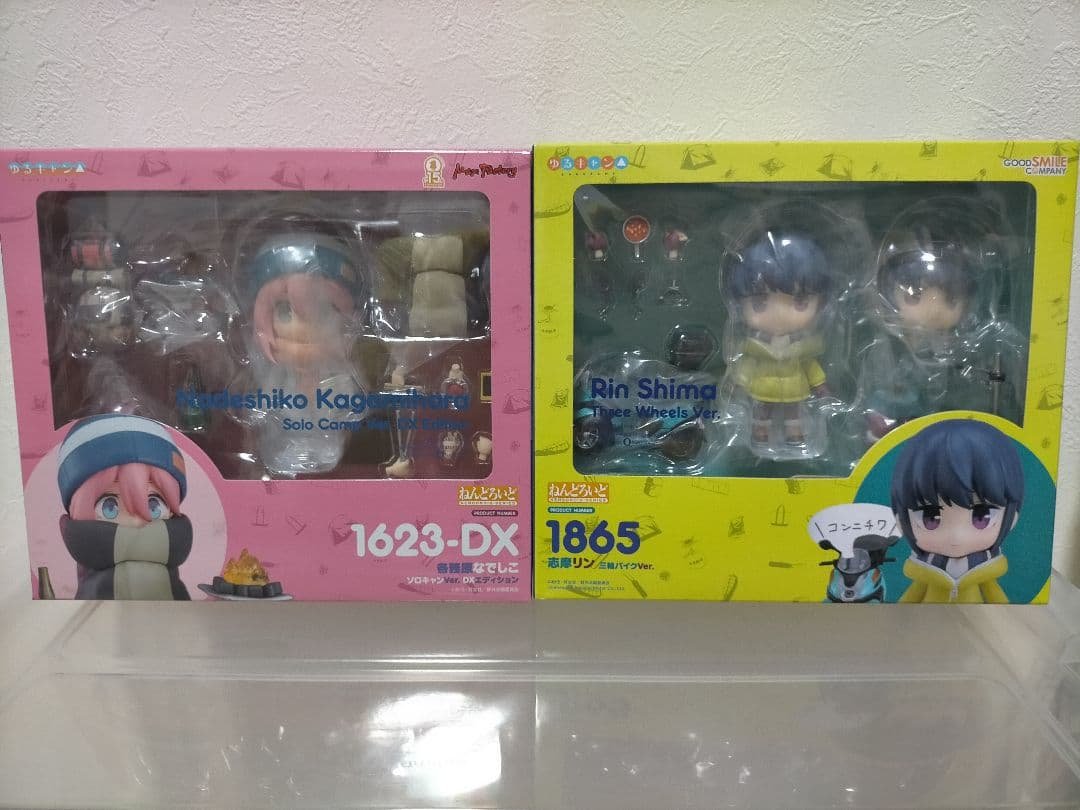 ゆるキャン△
15
Max Factory
Nadeshiko Kagamihara
Solo Camp Ver. DX Edition
ねんどろいど
PRODUCT NUMBER
1623-DX
各務原なでしこ
ソロキャンVer. DXエディション
ゆるキャン△
GOOD SMILE
COMPANY
Rin Shima
Three Wheels Ver.
ねんどろいど
PRODUCT NUMBER
1865
志摩リン 三輪バイクVer.
コンニチワ